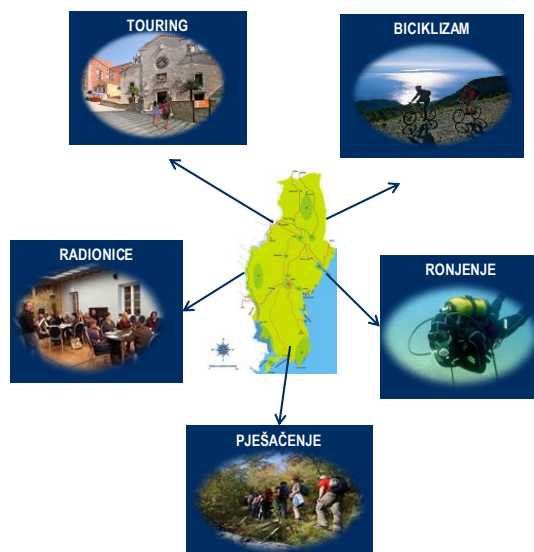 TOURING
BICIKLIZAM
RADIONICE
RONJENJE
PJEŠAČENJE